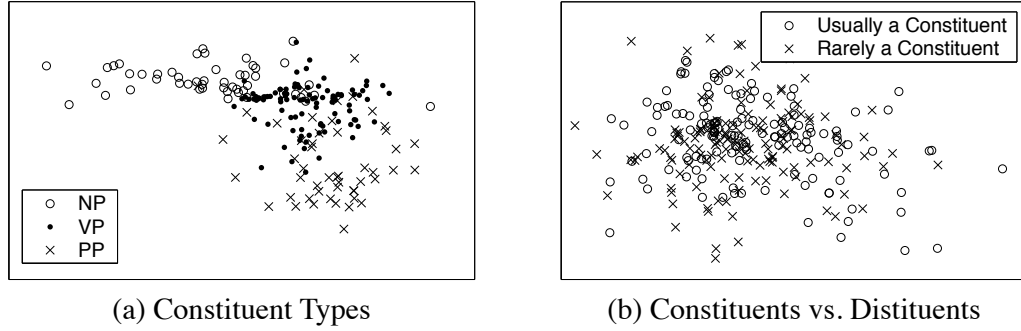 NP
VP
PP
(a) Constituent Types
Usually a Constituent
Rarely a Constituent
(b) Constituents vs. Distituents